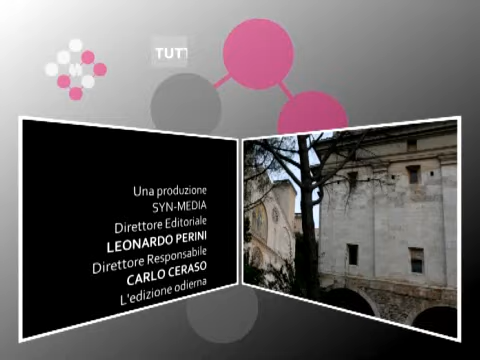 TUTT
Una produzione
SYN-MEDIA
Direttore Editoriale
LEONARDO PERINI
Direttore Responsabile
CARLO CERASO
L'edizione odierna